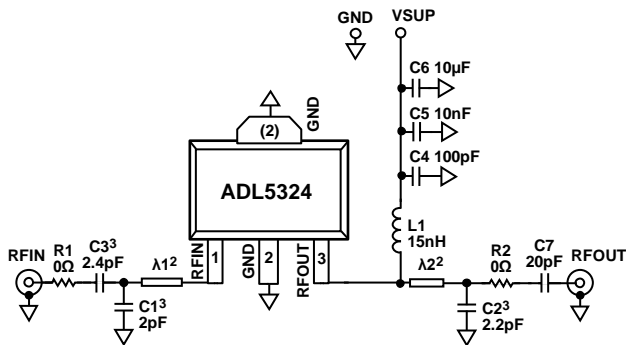 GND VSUP
C6 10µF
C5 10nF
C4 100pF
GND
(2)
ADL5324
L1
15nH
RFIN
1
GND
2
RFOUT
3
RFIN
R1
0Ω
C3³
2.4pF
λ1²
C1³
2pF
λ2²
C2³
2.2pF
R2
0Ω
C7
20pF
RFOUT